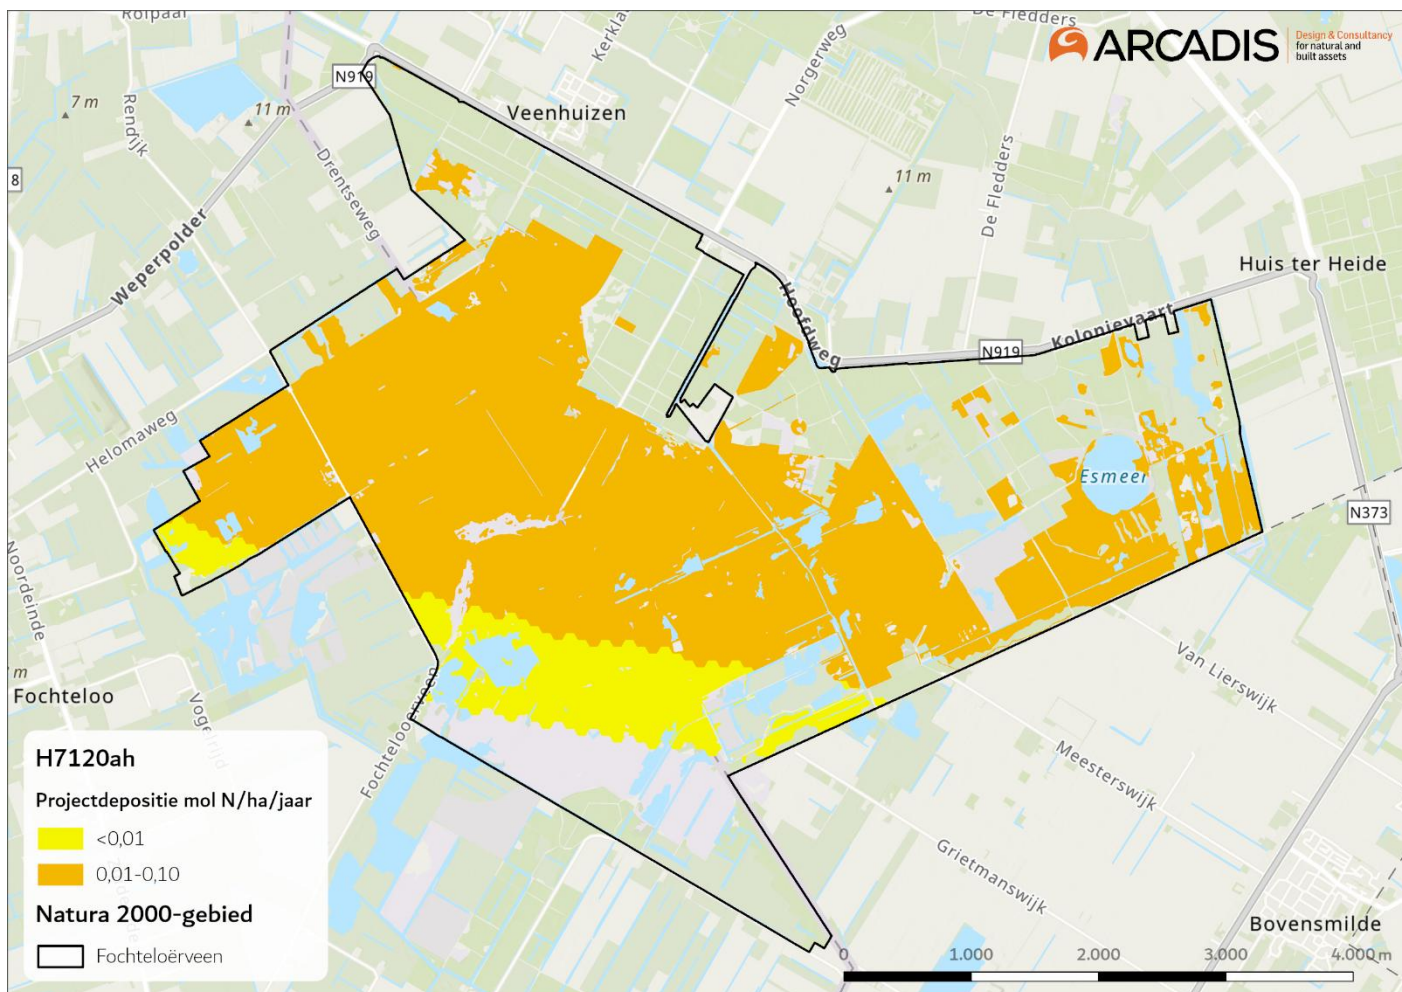 Rolpaal
De Fledders
ARCADIS
Design & Consultancy
for natural and
built assets
Norgerweg
N919
7 m
11 m
Veenhuizen
Rendijk
Drentseweg
11 m
De Fledders
8
Weperpolder
Huis ter Heide
Hoofdweg
Kolonievaart
N919
Helomaweg
Esmeer
N373
Noordeinde
Fochteloo
Vogelrijd
Fochteloërveen
Van Lierswijk
Meesterswijk
Grietmanswijk
Bovensmilde
H7120ah
Projectdepositie mol N/ha/jaar
<0,01
0,01-0,10
Natura 2000-gebied
Fochteloërveen
0 1.000 2.000 3.000 4.000 m